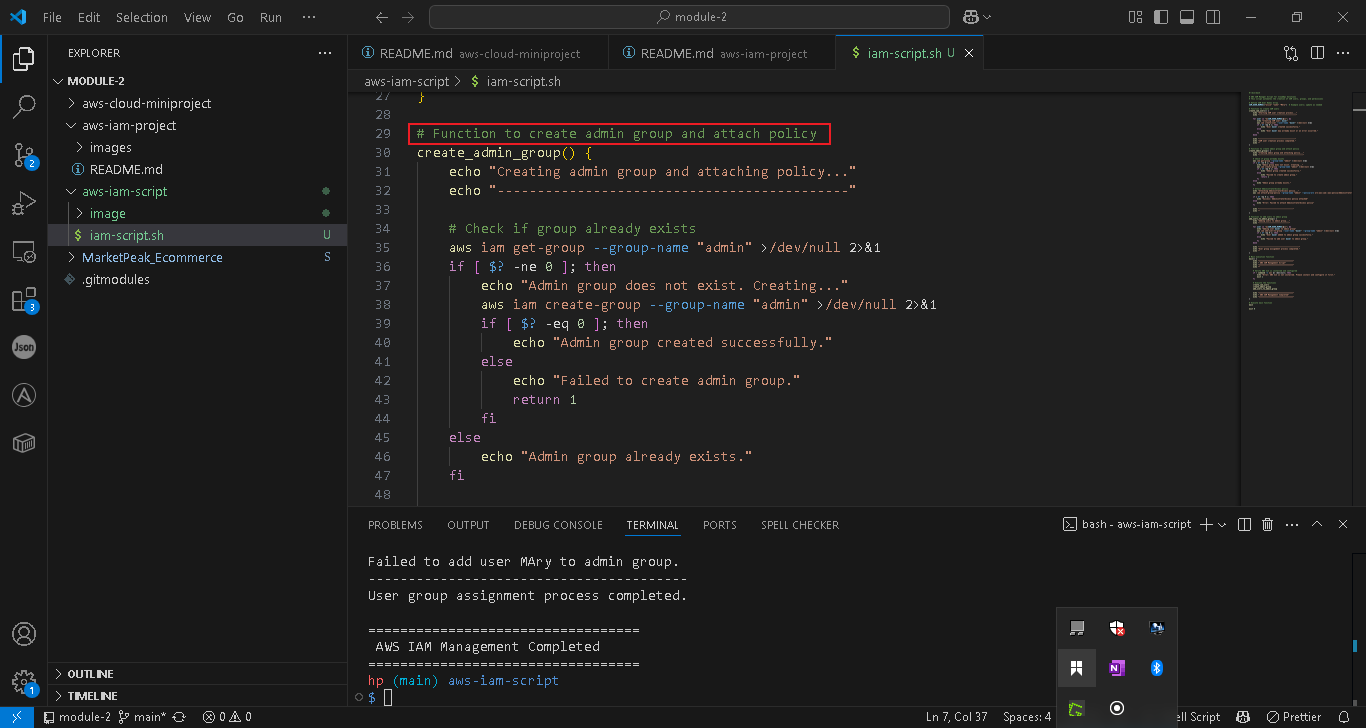 File Edit Selection View Go Run ··· module-2
EXPLORER ···
MODULE-2
aws-cloud-miniproject
aws-iam-project
images
README.md
aws-iam-script
image
iam-script.sh U
MarketPeak_Ecommerce S
.gitmodules
OUTLINE
TIMELINE
2
3
Json
1
README.md aws-cloud-miniproject README.md aws-iam-project $ iam-script.sh U
aws-iam-script > $ iam-script.sh
27 }
28
29 # Function to create admin group and attach policy
30 create_admin_group() {
31 echo "Creating admin group and attaching policy..."
32 echo "--------------------------------------------"
33
34 # Check if group already exists
35 aws iam get-group --group-name "admin" >/dev/null 2>&1
36 if [ $? -ne 0 ]; then
37 echo "Admin group does not exist. Creating..."
38 aws iam create-group --group-name "admin" >/dev/null 2>&1
39 if [ $? -eq 0 ]; then
40 echo "Admin group created successfully."
41 else
42 echo "Failed to create admin group."
43 return 1
44 fi
45 else
46 echo "Admin group already exists."
47 fi
48
PROBLEMS OUTPUT DEBUG CONSOLE TERMINAL PORTS SPELL CHECKER bash - aws-iam-script
Failed to add user MAry to admin group.
----------------------------------------
User group assignment process completed.
==================================
AWS IAM Management Completed
==================================
hp (main) aws-iam-script
$
N
module-2 main* 0 0 Ln 7, Col 37 Spaces: 4 ell Script Prettier